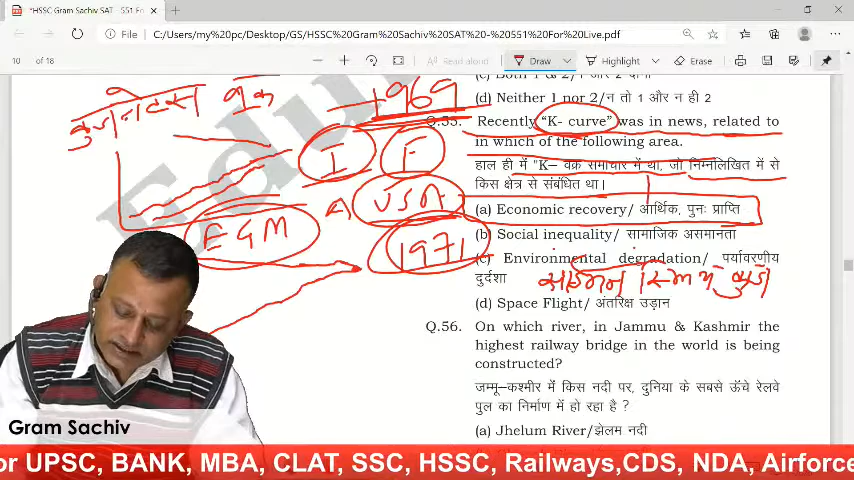 *HSSC Gram Sachiv SAT - 551 For
File
C:/Users/my%20pc/Desktop/GS/HSSC%20Gram%20Sachiv%20SAT%20-%20551%20For%20Live.pdf
10 of 18
Read aloud
Draw
Highlight
Erase
(d) Neither 1 nor 2/न तो 1 और न ही 2
1969
Q.55. Recently "K- curve" was in news, related to
in which of the following area.
हाल ही में "K– वक्र समाचार में था, जो निम्नलिखित में से
किस क्षेत्र से संबंधित था।
I F
USA
EGM
1971
(a) Economic recovery/ आर्थिक पुनः प्राप्ति
(b) Social inequality/ सामाजिक असमानता
(c) Environmental degradation/ पर्यावरणीय
दुर्दशा
(d) Space Flight/ अंतरिक्ष उड़ान
Q.56. On which river, in Jammu & Kashmir the
highest railway bridge in the world is being
constructed?
जम्मू-कश्मीर में किस नदी पर, दुनिया के सबसे ऊँचे रेलवे
पुल का निर्माण में हो रहा है ?
(a) Jhelum River/झेलम नदी
Gram Sachiv
or UPSC, BANK, MBA, CLAT, SSC, HSSC, Railways,CDS, NDA, Airforce